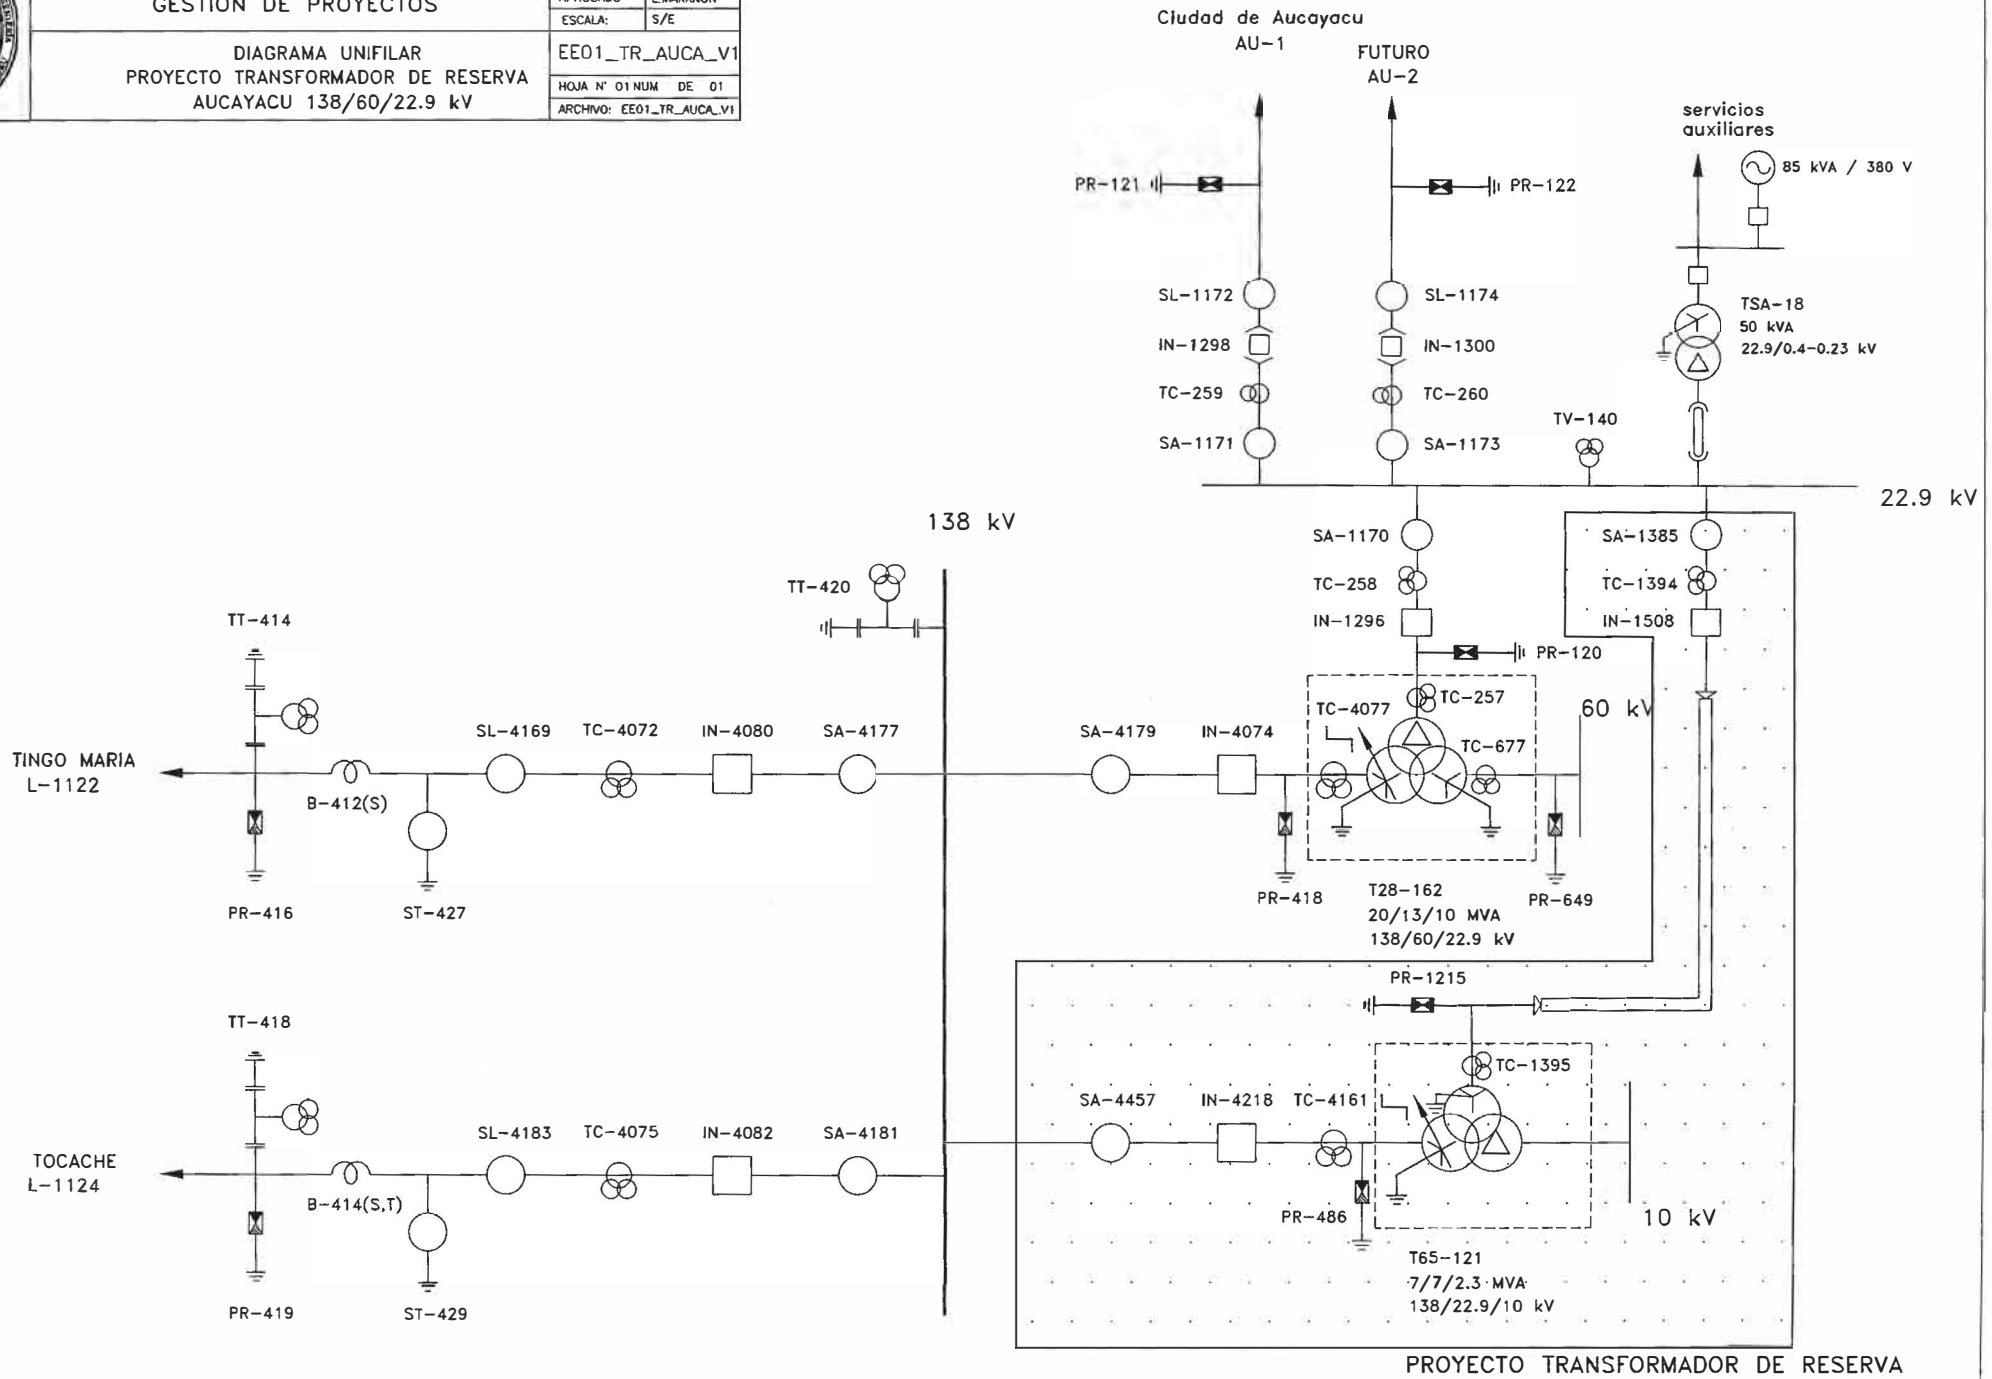 GESTIÓN DE PROYECTOS
APROBADO
ESCALA: S/E
DIAGRAMA UNIFILAR
PROYECTO TRANSFORMADOR DE RESERVA
AUCAYACU 138/60/22.9 kV
EE01_TR_AUCA_V1
HOJA N° 01 NUM DE 01
ARCHIVO: EE01_TR_AUCA_V1
Ciudad de Aucayacu
AU-1
FUTURO
AU-2
servicios
auxiliares
85 kVA / 380 V
PR-121
PR-122
SL-1172
SL-1174
TSA-18
50 kVA
22.9/0.4-0.23 kV
IN-1298
IN-1300
TC-259
TC-260
TV-140
SA-1171
SA-1173
22.9 kV
138 kV
SA-1170
SA-1385
TC-258
TC-1394
IN-1296
IN-1508
TT-420
TT-414
PR-120
TC-257
TC-4077
60 kV
TC-677
SL-4169
TC-4072
IN-4080
SA-4177
SA-4179
IN-4074
TINGO MARIA
L-1122
B-412(S)
PR-416
ST-427
PR-418
T28-162
20/13/10 MVA
138/60/22.9 kV
PR-649
PR-1215
TT-418
TC-1395
SA-4457
IN-4218
TC-4161
SL-4183
TC-4075
IN-4082
SA-4181
TOCACHE
L-1124
B-414(S,T)
PR-486
10 kV
T65-121
7/7/2.3 MVA
138/22.9/10 kV
PR-419
ST-429
PROYECTO TRANSFORMADOR DE RESERVA